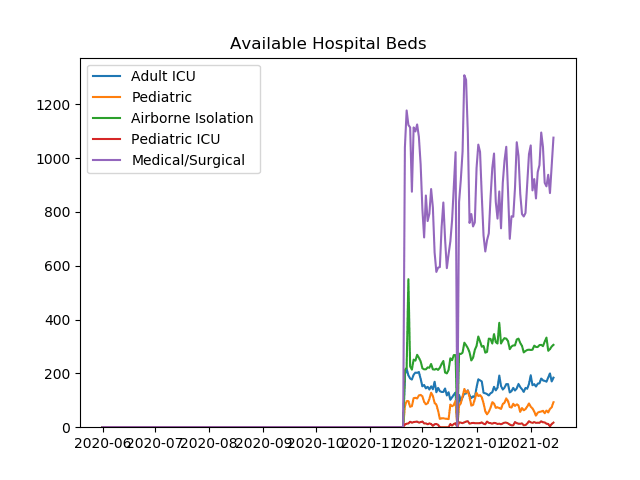 Available Hospital Beds
Adult ICU
Pediatric
Airborne Isolation
Pediatric ICU
Medical/Surgical
1200
1000
800
600
400
200
0
2020-06 2020-07 2020-08 2020-09 2020-10 2020-11 2020-12 2021-01 2021-02